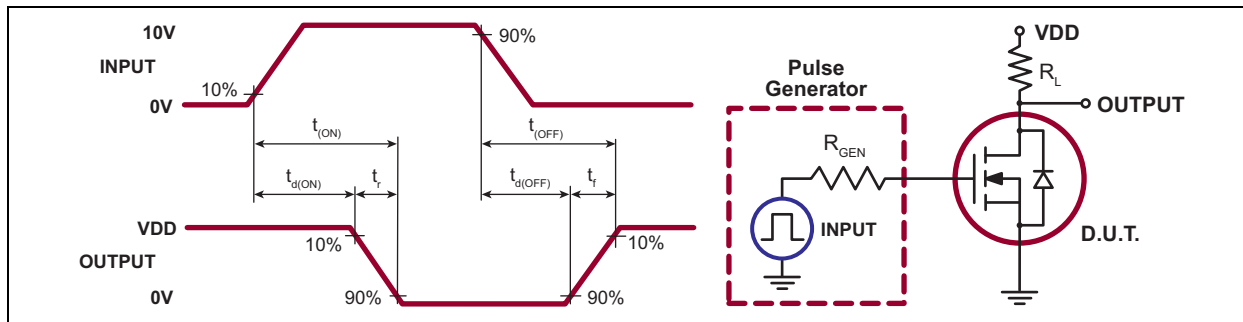 10V
INPUT
0V
10%
90%
t(ON)
t(OFF)
td(ON)
tr
td(OFF)
tf
VDD
OUTPUT
0V
10%
90%
90%
10%
Pulse
Generator
RGEN
INPUT
VDD
RL
OUTPUT
D.U.T.